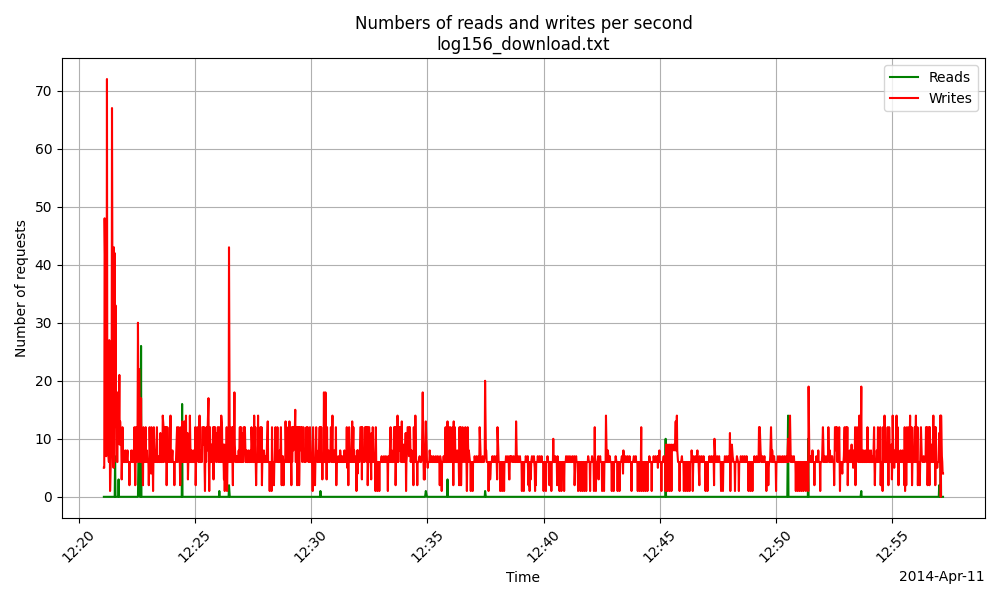 Numbers of reads and writes per second
log156_download.txt
Reads
Writes
Number of requests
70
60
50
40
30
20
10
0
12:20
12:25
12:30
12:35
12:40
12:45
12:50
12:55
Time
2014-Apr-11